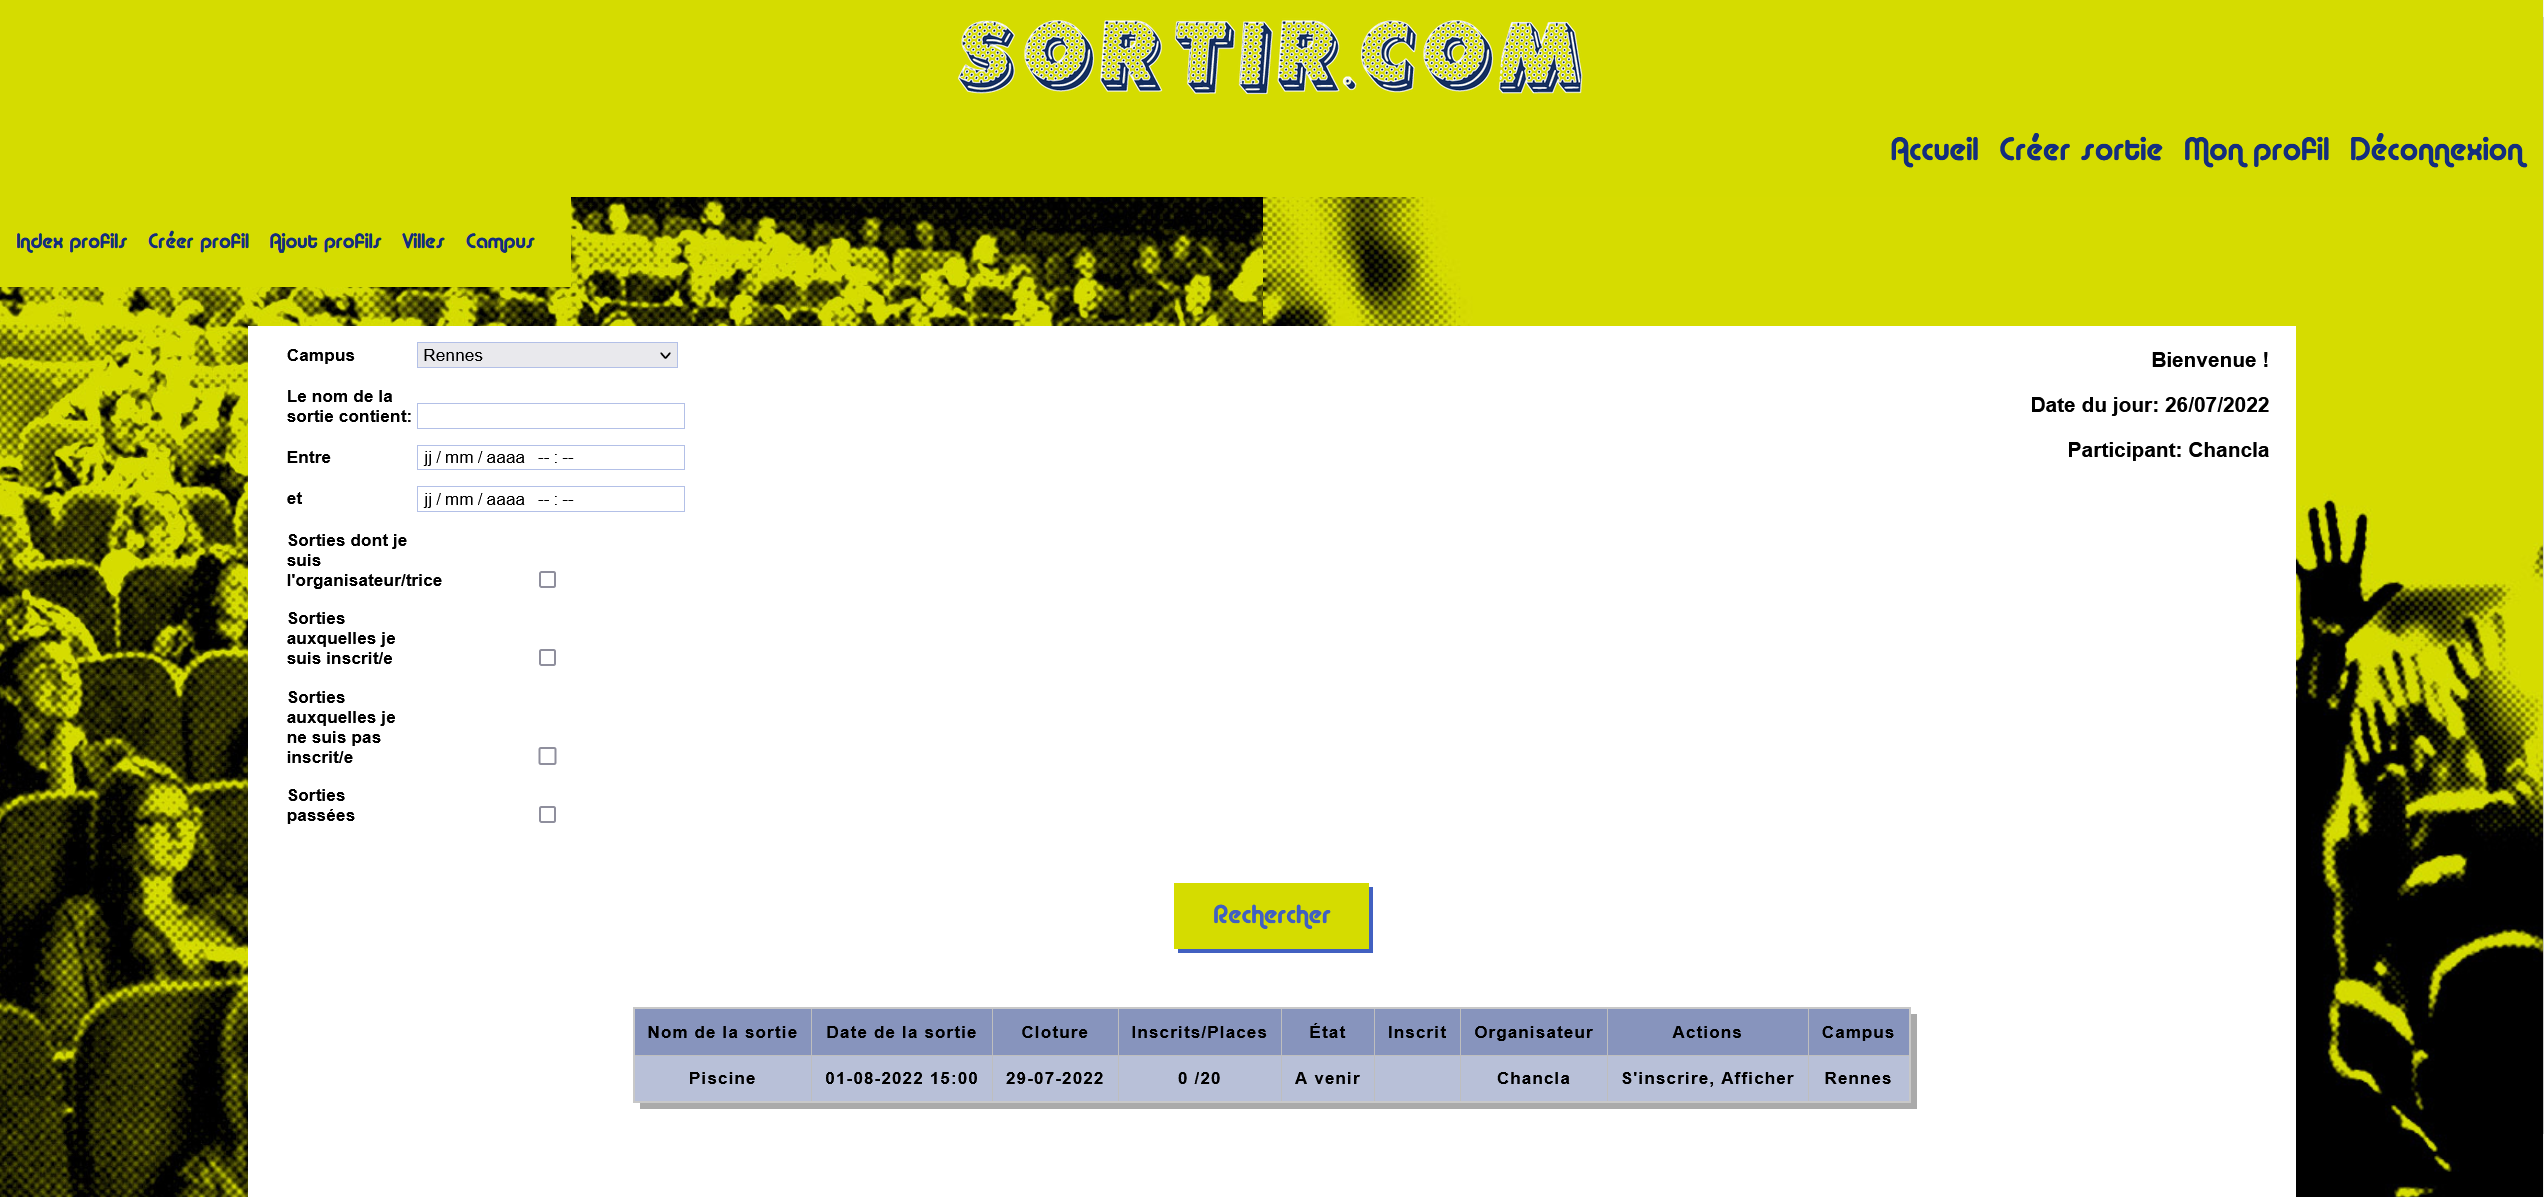 SORTIR.COM
Accueil Créer sortie Mon profil Déconnexion
Index profils Créer profil Ajout profils Villes Campus
Campus Rennes
Le nom de la
sortie contient:
Entre jj / mm / aaaa -- : --
et jj / mm / aaaa -- : --
Sorties dont je
suis
l'organisateur/trice
Sorties
auxquelles je
suis inscrit/e
Sorties
auxquelles je
ne suis pas
inscrit/e
Sorties
passées
Bienvenue !
Date du jour: 26/07/2022
Participant: Chancla
Rechercher
Nom de la sortie Date de la sortie Cloture Inscrits/Places État Inscrit Organisateur Actions Campus
Piscine 01-08-2022 15:00 29-07-2022 0 /20 A venir Chancla S'inscrire, Afficher Rennes